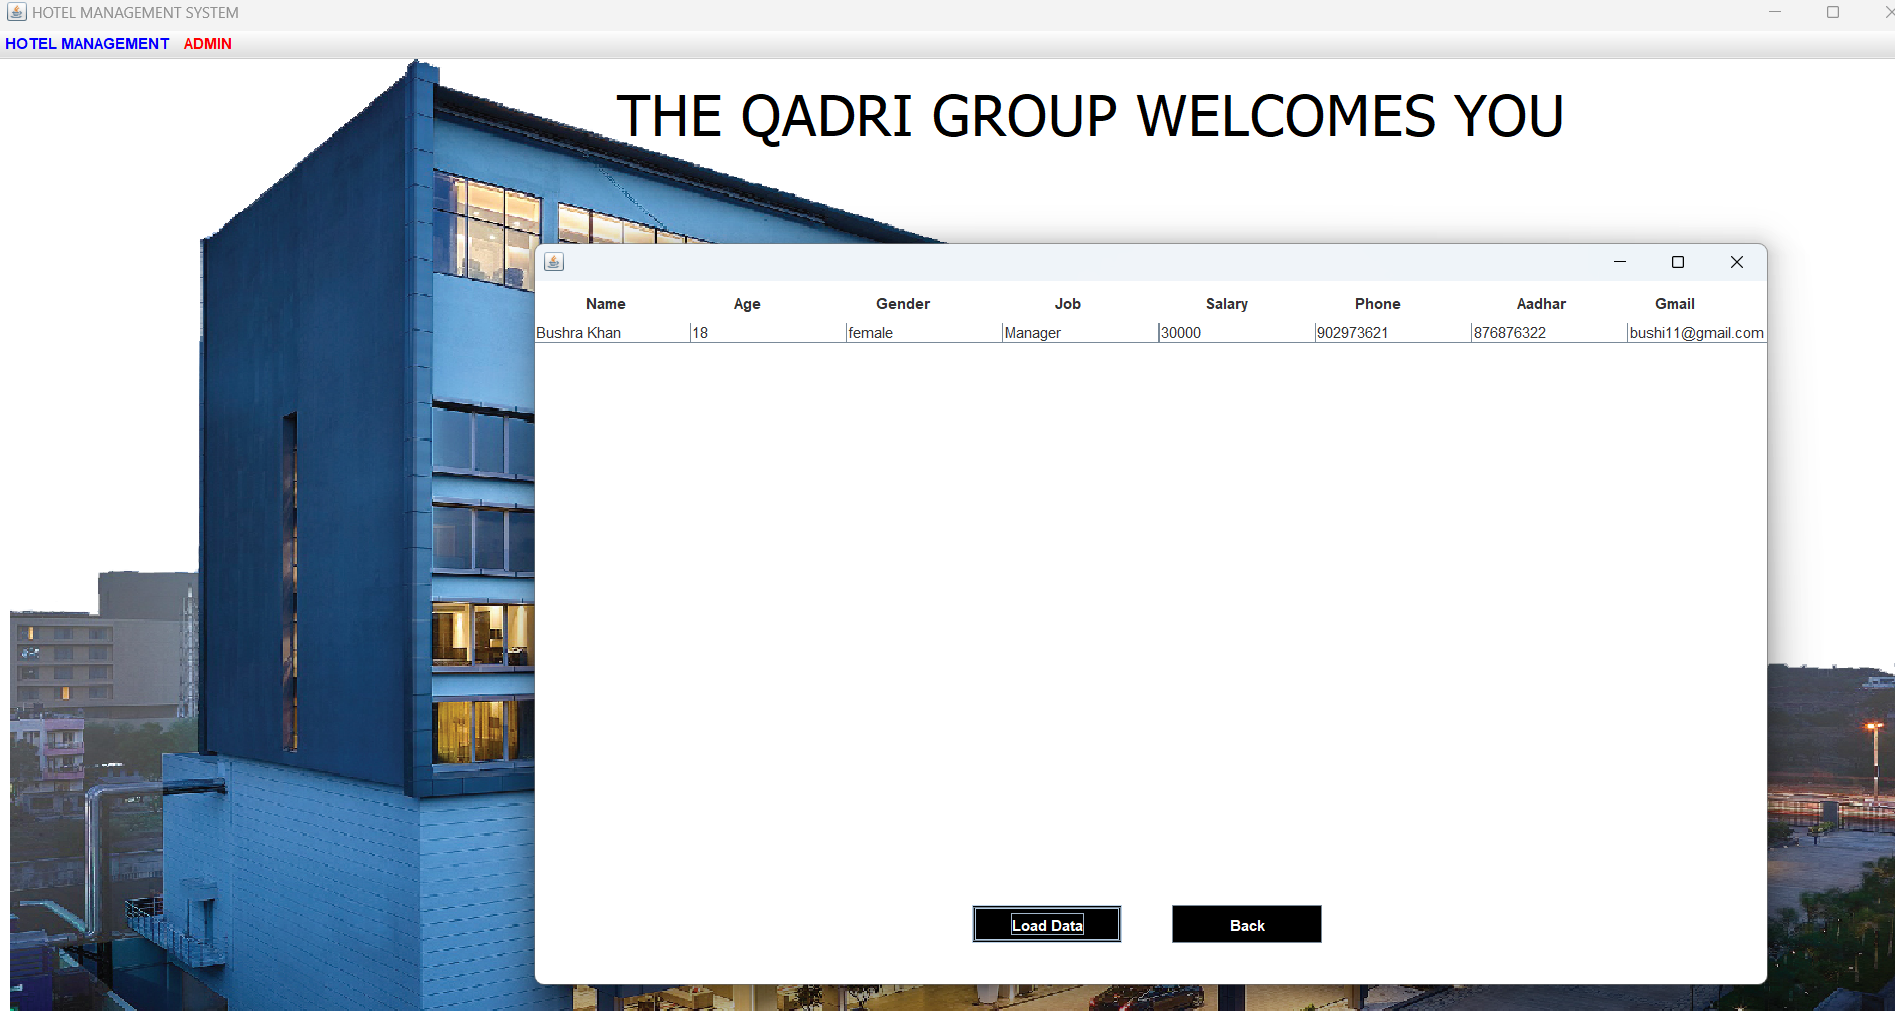 HOTEL MANAGEMENT SYSTEM
HOTEL MANAGEMENT ADMIN
THE QADRI GROUP WELCOMES YOU
Name Age Gender Job Salary Phone Aadhar Gmail
Bushra Khan 18 female Manager 30000 902973621 876876322 bushi11@gmail.com
Load Data Back